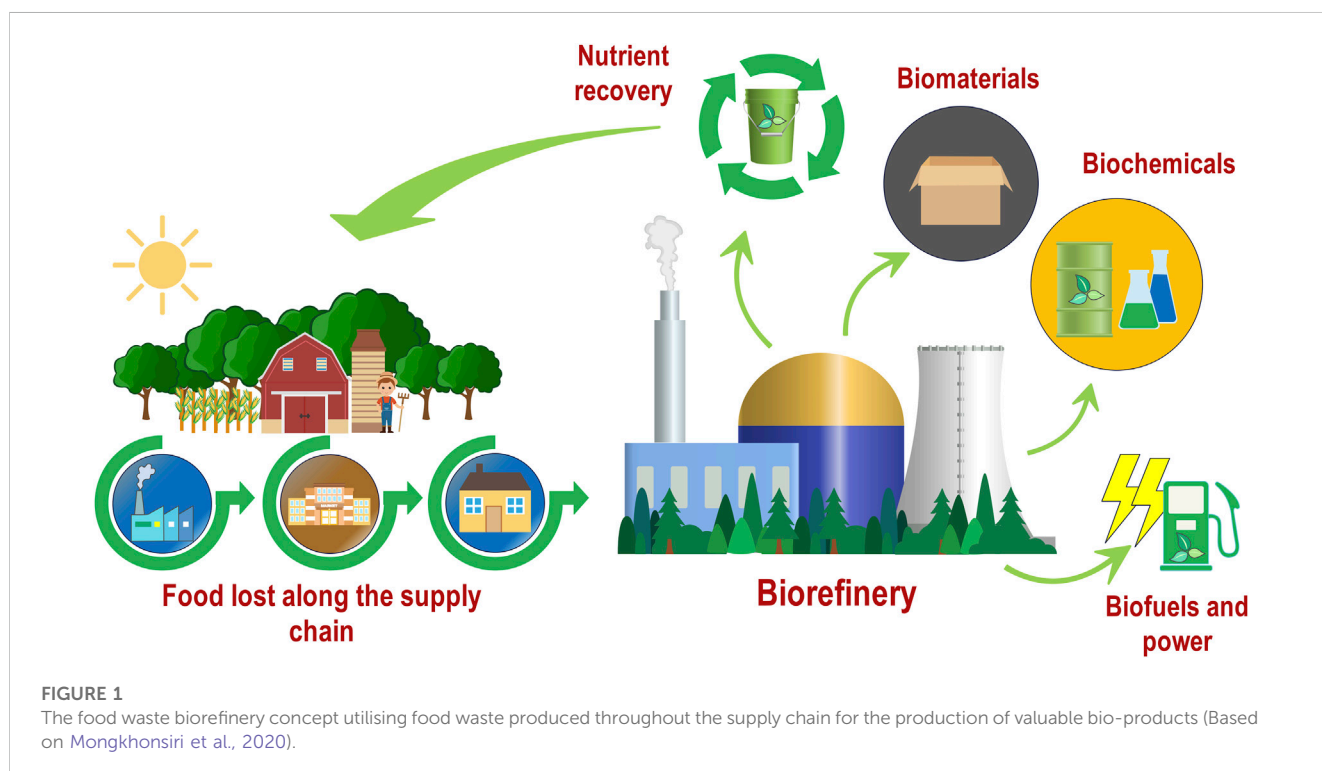 Nutrient
recovery
Biomaterials
Biochemicals
Food lost along the supply
chain
Biorefinery
Biofuels and
power
FIGURE 1
The food waste biorefinery concept utilising food waste produced throughout the supply chain for the production of valuable bio-products (Based
on Mongkhonsiri et al., 2020).